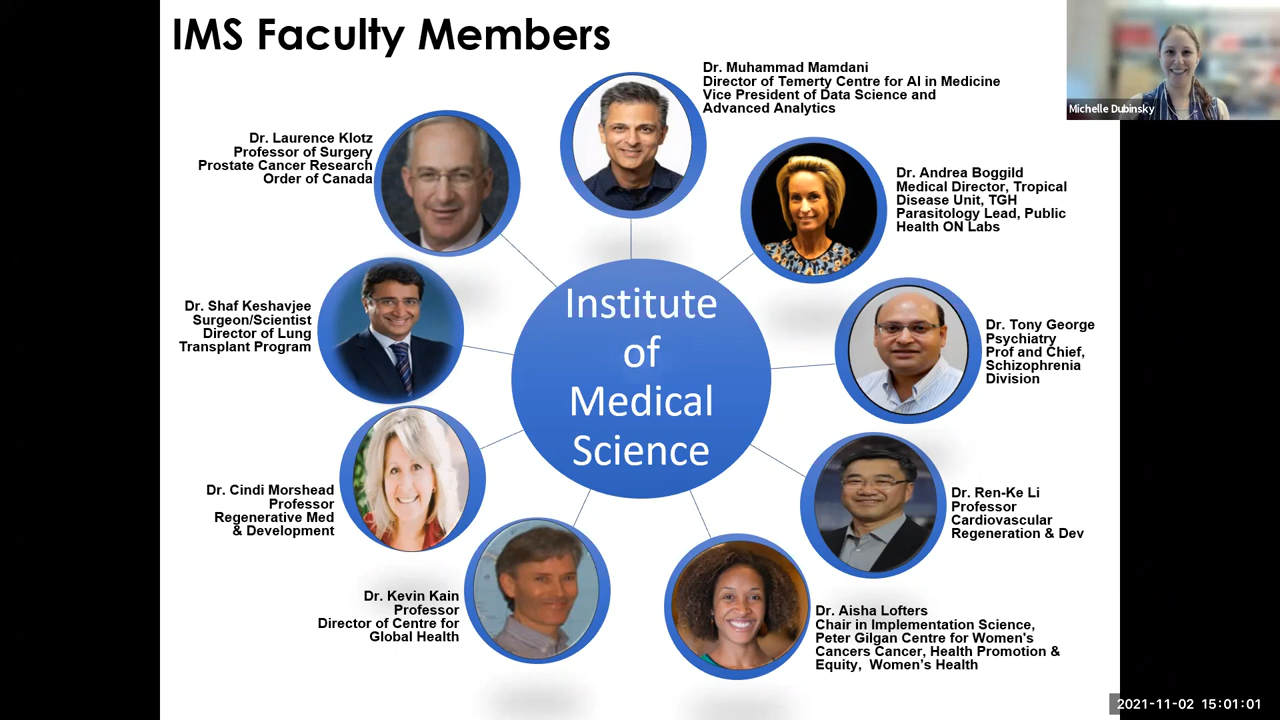 IMS Faculty Members
Dr. Muhammad Mamdani
Director of Temerty Centre for AI in Medicine
Vice President of Data Science and
Advanced Analytics
Michelle Dubinsky
Dr. Laurence Klotz
Professor of Surgery
Prostate Cancer Research
Order of Canada
Dr. Andrea Boggild
Medical Director, Tropical
Disease Unit, TGH
Parasitology Lead, Public
Health ON Labs
Dr. Shaf Keshavjee
Surgeon/Scientist
Director of Lung
Transplant Program
Institute
of
Medical
Science
Dr. Tony George
Psychiatry
Prof and Chief,
Schizophrenia
Division
Dr. Cindi Morshead
Professor
Regenerative Med
& Development
Dr. Ren-Ke Li
Professor
Cardiovascular
Regeneration & Dev
Dr. Kevin Kain
Professor
Director of Centre for
Global Health
Dr. Aisha Lofters
Chair in Implementation Science,
Peter Gilgan Centre for Women's
Cancers Cancer, Health Promotion &
Equity, Women's Health
2021-11-02 15:01:01